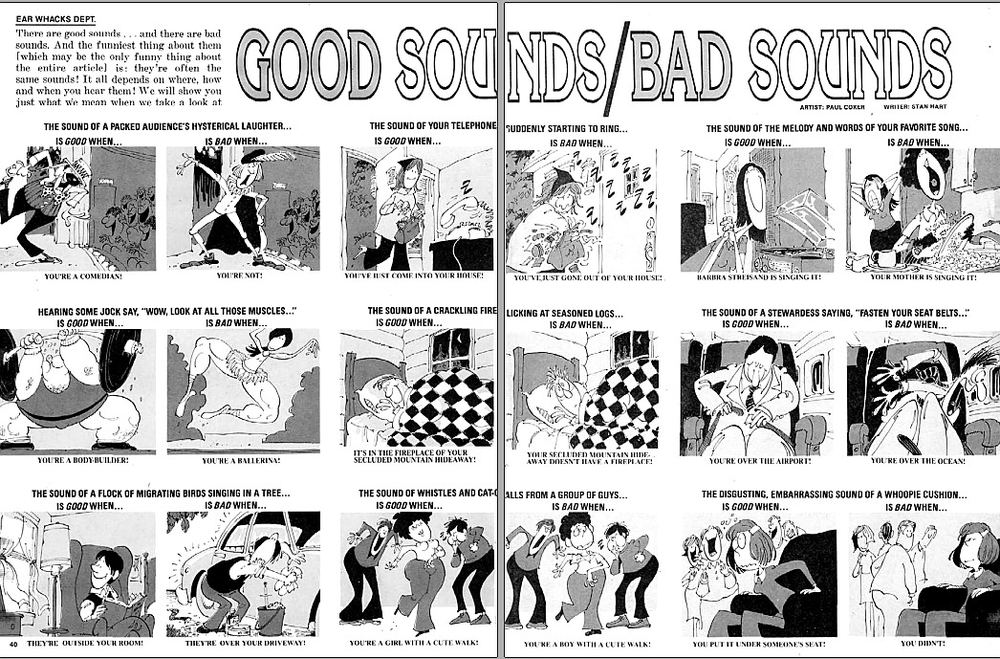 EAR WHACKS DEPT.
There are good sounds . . . and there are bad
sounds. And the funniest thing about them
[which may be the only funny thing about
the entire article] is: they're often the
same sounds! It all depends on where, how
and when you hear them! We will show you
just what we mean when we take a look at
GOOD SOUNDS/BAD SOUNDS
ARTIST: PAUL COKER WRITER: STAN HART
THE SOUND OF A PACKED AUDIENCE'S HYSTERICAL LAUGHTER...
IS GOOD WHEN...
YOU'RE A COMEDIAN!
IS BAD WHEN...
YOU'RE NOT!
THE SOUND OF YOUR TELEPHONE SUDDENLY STARTING TO RING...
IS GOOD WHEN...
YOU'VE JUST COME INTO YOUR HOUSE!
IS BAD WHEN...
YOU'VE JUST GONE OUT OF YOUR HOUSE!
THE SOUND OF THE MELODY AND WORDS OF YOUR FAVORITE SONG...
IS GOOD WHEN...
BARBRA STREISAND IS SINGING IT!
IS BAD WHEN...
YOUR MOTHER IS SINGING IT!
HEARING SOME JOCK SAY, "WOW, LOOK AT ALL THOSE MUSCLES..."
IS GOOD WHEN...
YOU'RE A BODY-BUILDER!
IS BAD WHEN...
YOU'RE A BALLERINA!
THE SOUND OF A CRACKLING FIRE LICKING AT SEASONED LOGS...
IS GOOD WHEN...
IT'S IN THE FIREPLACE OF YOUR
SECLUDED MOUNTAIN HIDEAWAY!
IS BAD WHEN...
YOUR SECLUDED MOUNTAIN HIDE-
AWAY DOESN'T HAVE A FIREPLACE!
THE SOUND OF A STEWARDESS SAYING, "FASTEN YOUR SEAT BELTS..."
IS GOOD WHEN...
YOU'RE OVER THE AIRPORT!
IS BAD WHEN...
YOU'RE OVER THE OCEAN!
THE SOUND OF A FLOCK OF MIGRATING BIRDS SINGING IN A TREE...
IS GOOD WHEN...
THEY'RE OUTSIDE YOUR ROOM!
IS BAD WHEN...
THEY'RE OVER YOUR DRIVEWAY!
THE SOUND OF WHISTLES AND CAT-CALLS FROM A GROUP OF GUYS...
IS GOOD WHEN...
YOU'RE A GIRL WITH A CUTE WALK!
IS BAD WHEN...
YOU'RE A BOY WITH A CUTE WALK!
THE DISGUSTING, EMBARRASSING SOUND OF A WHOOPIE CUSHION...
IS GOOD WHEN...
YOU PUT IT UNDER SOMEONE'S SEAT!
IS BAD WHEN...
YOU DIDN'T!
40